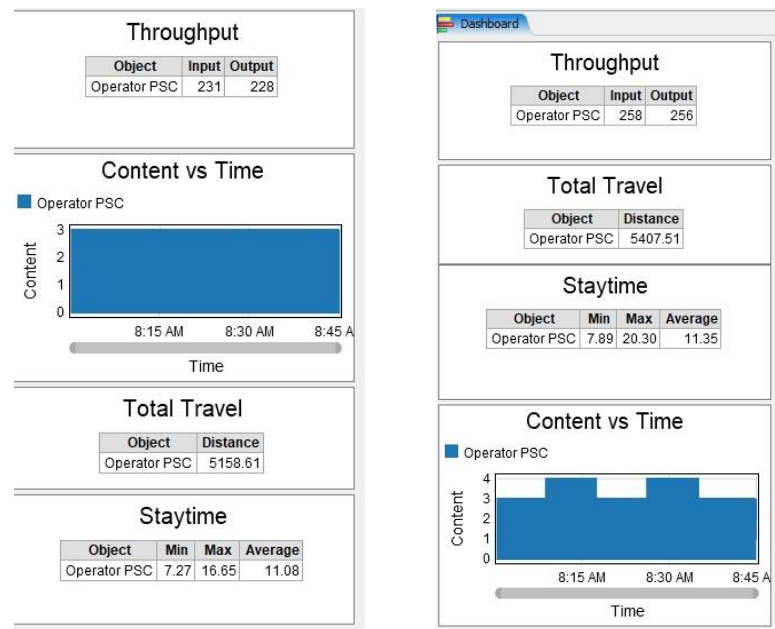 Throughput
Object Input Output
Operator PSC 231 228
Content vs Time
Operator PSC
Content
3
2
1
0
8:15 AM 8:30 AM 8:45 A
Time
Total Travel
Object Distance
Operator PSC 5158.61
Staytime
Object Min Max Average
Operator PSC 7.27 16.65 11.08
Dashboard
Throughput
Object Input Output
Operator PSC 258 256
Total Travel
Object Distance
Operator PSC 5407.51
Staytime
Object Min Max Average
Operator PSC 7.89 20.30 11.35
Content vs Time
Operator PSC
Content
4
3
2
1
0
8:15 AM 8:30 AM 8:45 A
Time